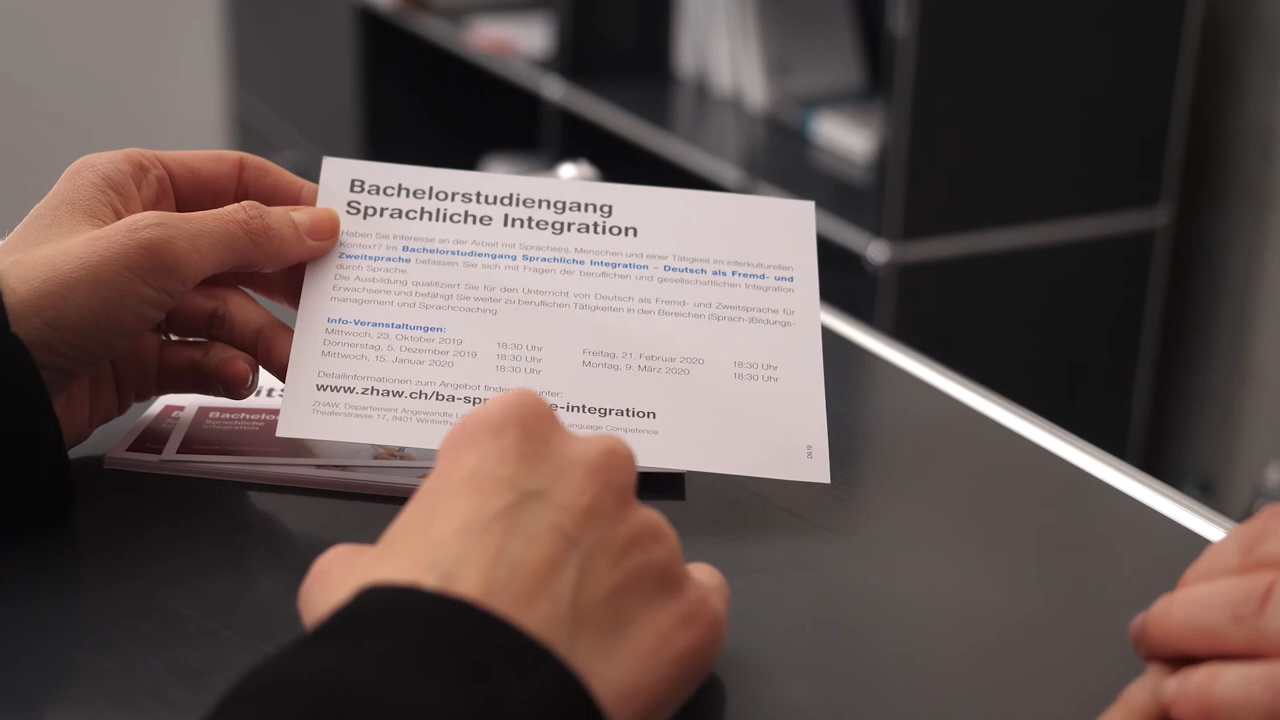 Bachelorstudiengang
Sprachliche Integration
Haben Sie Interesse an der Arbeit mit Sprache(n), Menschen und einer Tätigkeit im interkulturellen
Kontext? Im Bachelorstudiengang Sprachliche Integration – Deutsch als Fremd- und
Zweitsprache befassen Sie sich mit Fragen der beruflichen und gesellschaftlichen Integration
durch Sprache.
Die Ausbildung qualifiziert Sie für den Unterricht von Deutsch als Fremd- und Zweitsprache für
Erwachsene und befähigt Sie weiter zu beruflichen Tätigkeiten in den Bereichen (Sprach-)Bildungs-
management und Sprachcoaching.
Info-Veranstaltungen:
Mittwoch, 23. Oktober 2019 18:30 Uhr
Donnerstag, 5. Dezember 2019 18:30 Uhr Freitag, 21. Februar 2020 18:30 Uhr
Mittwoch, 15. Januar 2020 18:30 Uhr Montag, 9. März 2020 18:30 Uhr
Detailinformationen zum Angebot finden unter:
www.zhaw.ch/ba-spr e-integration
ZHAW, Departement Angewandte Language Competence
Theaterstrasse 17, 8401 Winterthur
Bachelor
Sprachliche
Integration